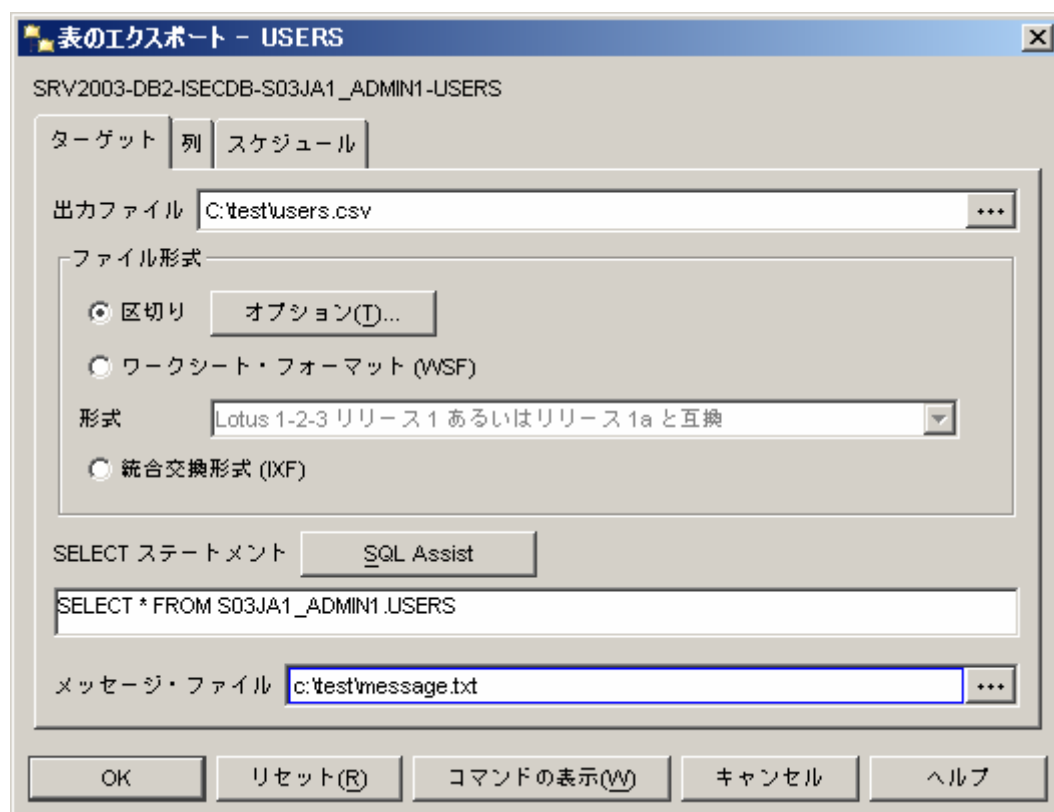 表のエクスポート - USERS
SRV2003-DB2-ISECDB-S03JA1_ADMIN1-USERS
ターゲット 列 スケジュール
出力ファイル C:\test\users.csv ...
ファイル形式
区切り オプション(T)...
ワークシート・フォーマット (WSF)
形式 Lotus 1-2-3 リリース 1 あるいはリリース 1a と互換
統合交換形式 (IXF)
SELECT ステートメント SQL Assist
SELECT * FROM S03JA1_ADMIN1.USERS
メッセージ・ファイル c:\test\message.txt ...
OK リセット(R) コマンドの表示(W) キャンセル ヘルプ